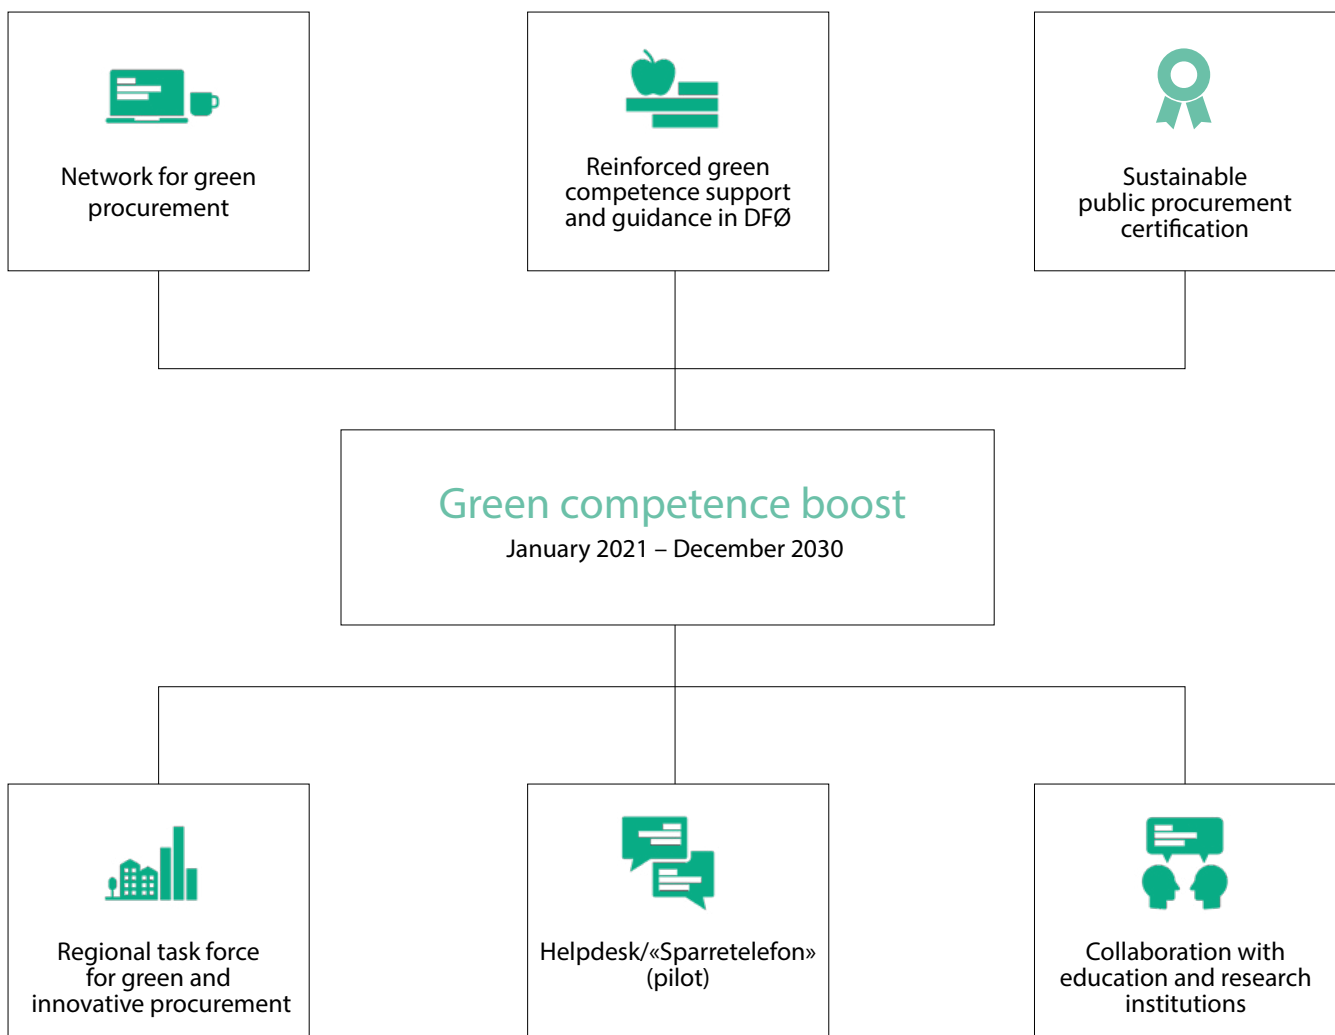 Network for green
procurement
Reinforced green
competence support
and guidance in DFØ
Sustainable
public procurement
certification
Green competence boost
January 2021 – December 2030
Regional task force
for green and
innovative procurement
Helpdesk/«Sparretelefon»
(pilot)
Collaboration with
education and research
institutions